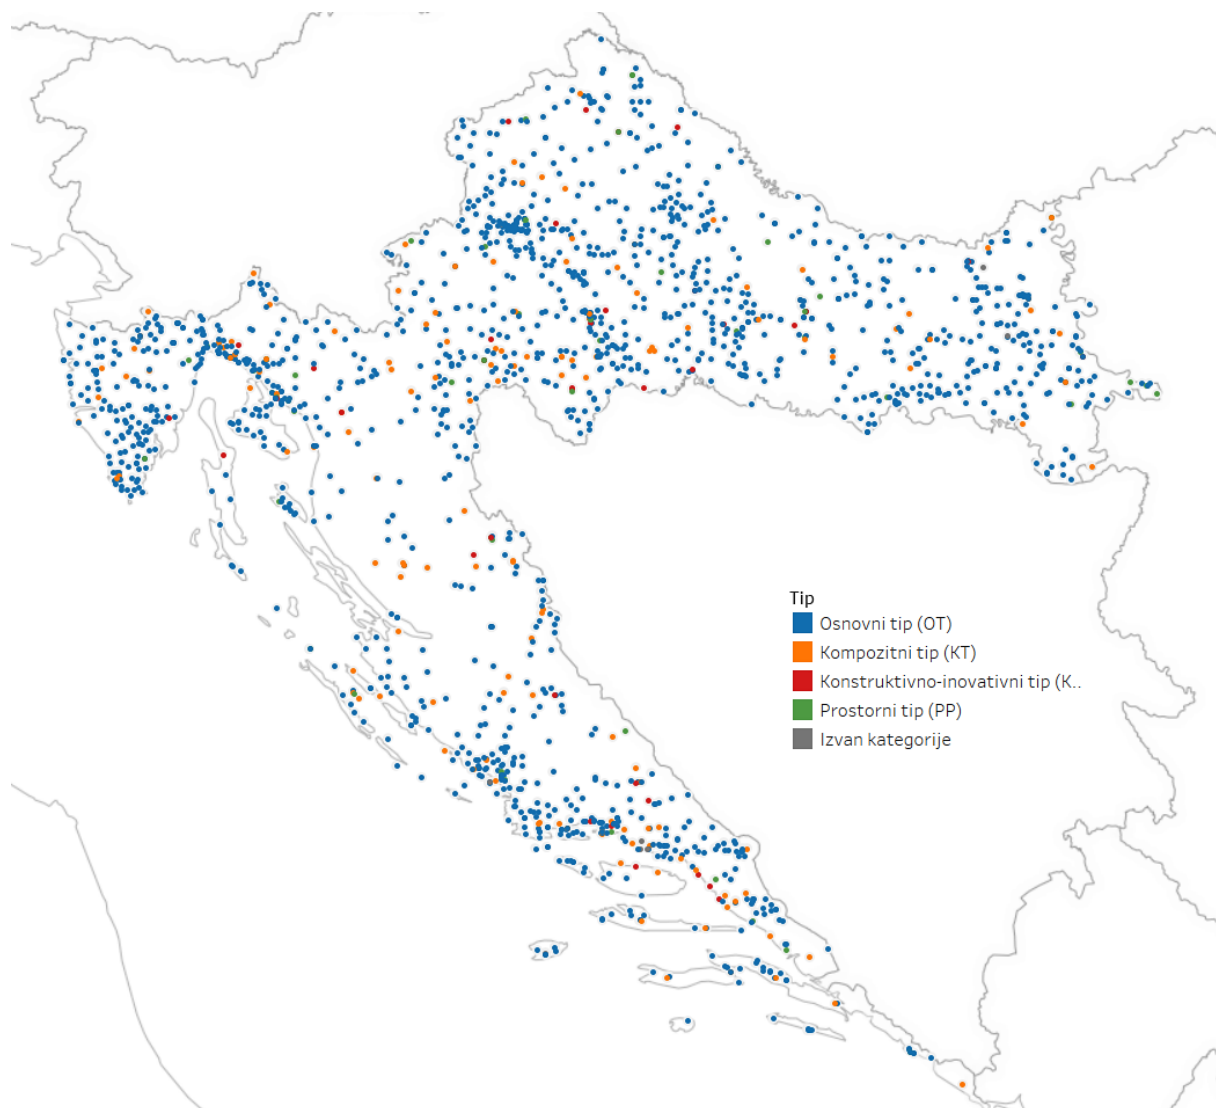 Tip
Osnovni tip (OT)
Kompozitni tip (KT)
Konstruktivno-inovativni tip (K..
Prostorni tip (PP)
Izvan kategorije